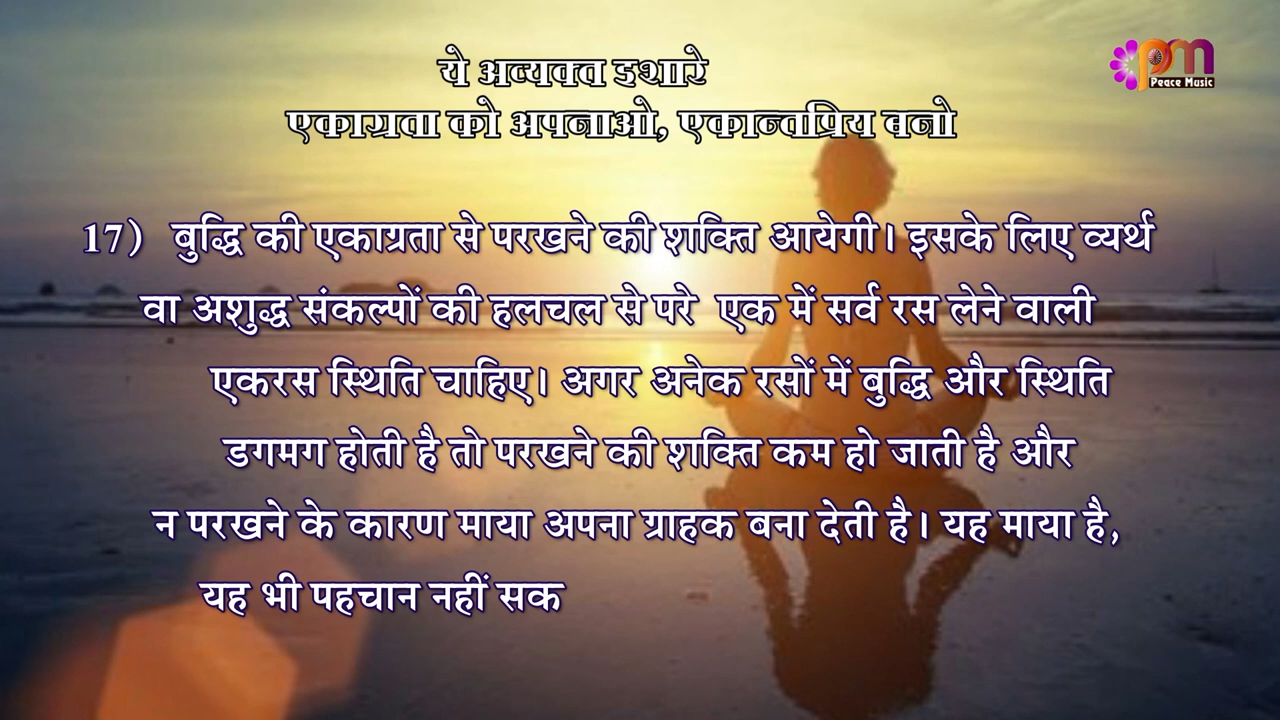 ये अव्यक्त इशारे
एकाग्रता को अपनाओ, एकान्तप्रिय बनो
Peace Music
17) बुद्धि की एकाग्रता से परखने की शक्ति आयेगी। इसके लिए व्यर्थ
वा अशुद्ध संकल्पों की हलचल से परे एक में सर्व रस लेने वाली
एकरस स्थिति चाहिए। अगर अनेक रसों में बुद्धि और स्थिति
डगमग होती है तो परखने की शक्ति कम हो जाती है और
न परखने के कारण माया अपना ग्राहक बना देती है। यह माया है,
यह भी पहचान नहीं सक